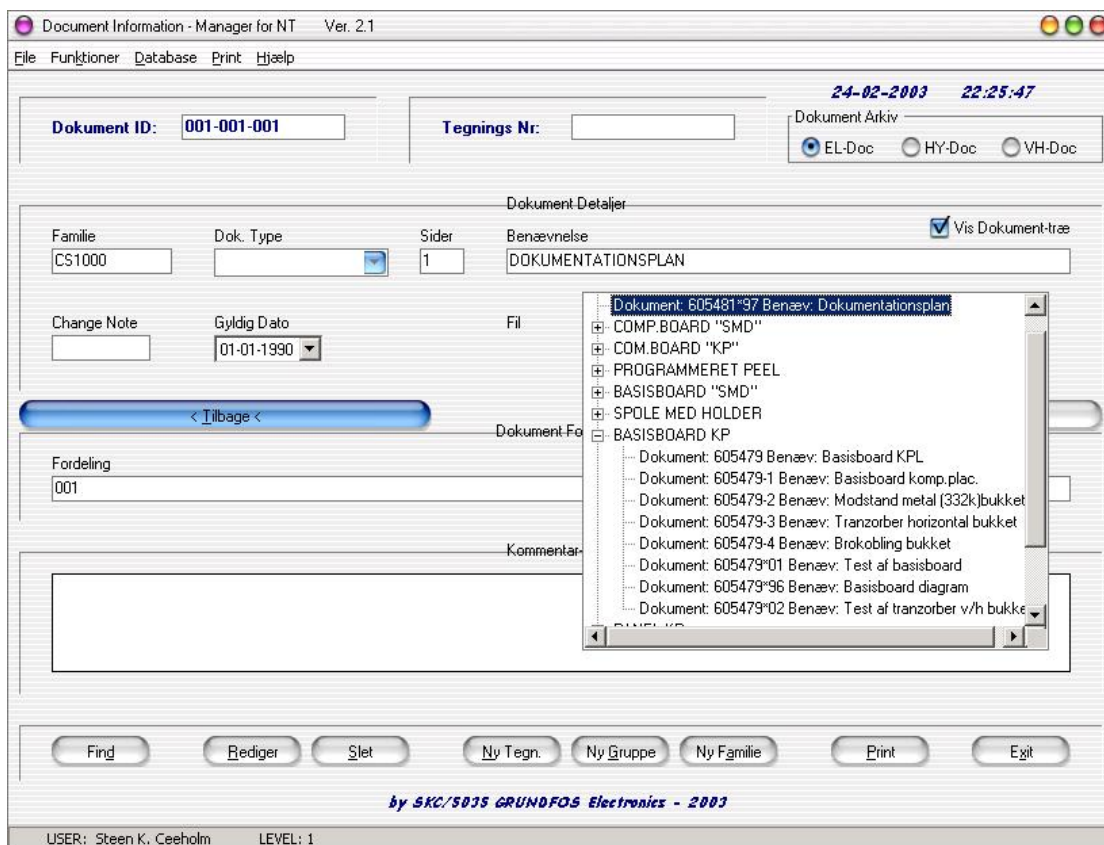 Document Information - Manager for NT Ver. 2.1
File Funktioner Database Print Hjælp
24-02-2003 22:25:47
Dokument ID: 001-001-001
Tegnings Nr:
Dokument Arkiv
EL-Doc HY-Doc VH-Doc
Dokument Detaljer
Vis Dokument-træ
Familie Dok. Type Sider Benævnelse
CS1000 1 DOKUMENTATIONSPLAN
Change Note Gyldig Dato Fil
01-01-1990
Dokument: 605481*97 Benæv: Dokumentationsplan
COMP.BOARD "SMD"
COM.BOARD "KP"
PROGRAMMERET PEEL
BASISBOARD "SMD"
SPOLE MED HOLDER
BASISBOARD KP
Dokument: 605479 Benæv: Basisboard KPL
Dokument: 605479-1 Benæv: Basisboard komp.plac.
Dokument: 605479-2 Benæv: Modstand metal (332k)bukket
Dokument: 605479-3 Benæv: Tranzorber horizontal bukket
Dokument: 605479-4 Benæv: Brokobling bukket
Dokument: 605479*01 Benæv: Test af basisboard
Dokument: 605479*96 Benæv: Basisboard diagram
Dokument: 605479*02 Benæv: Test af tranzorber v/h bukke
< Tilbage <
Dokument Fo
Fordeling
001
Kommentar-
Find Rediger Slet Ny Tegn. Ny Gruppe Ny Familie Print Exit
by SKC/5035 GRUNDFOS Electronics - 2003
USER: Steen K. Ceeholm LEVEL: 1